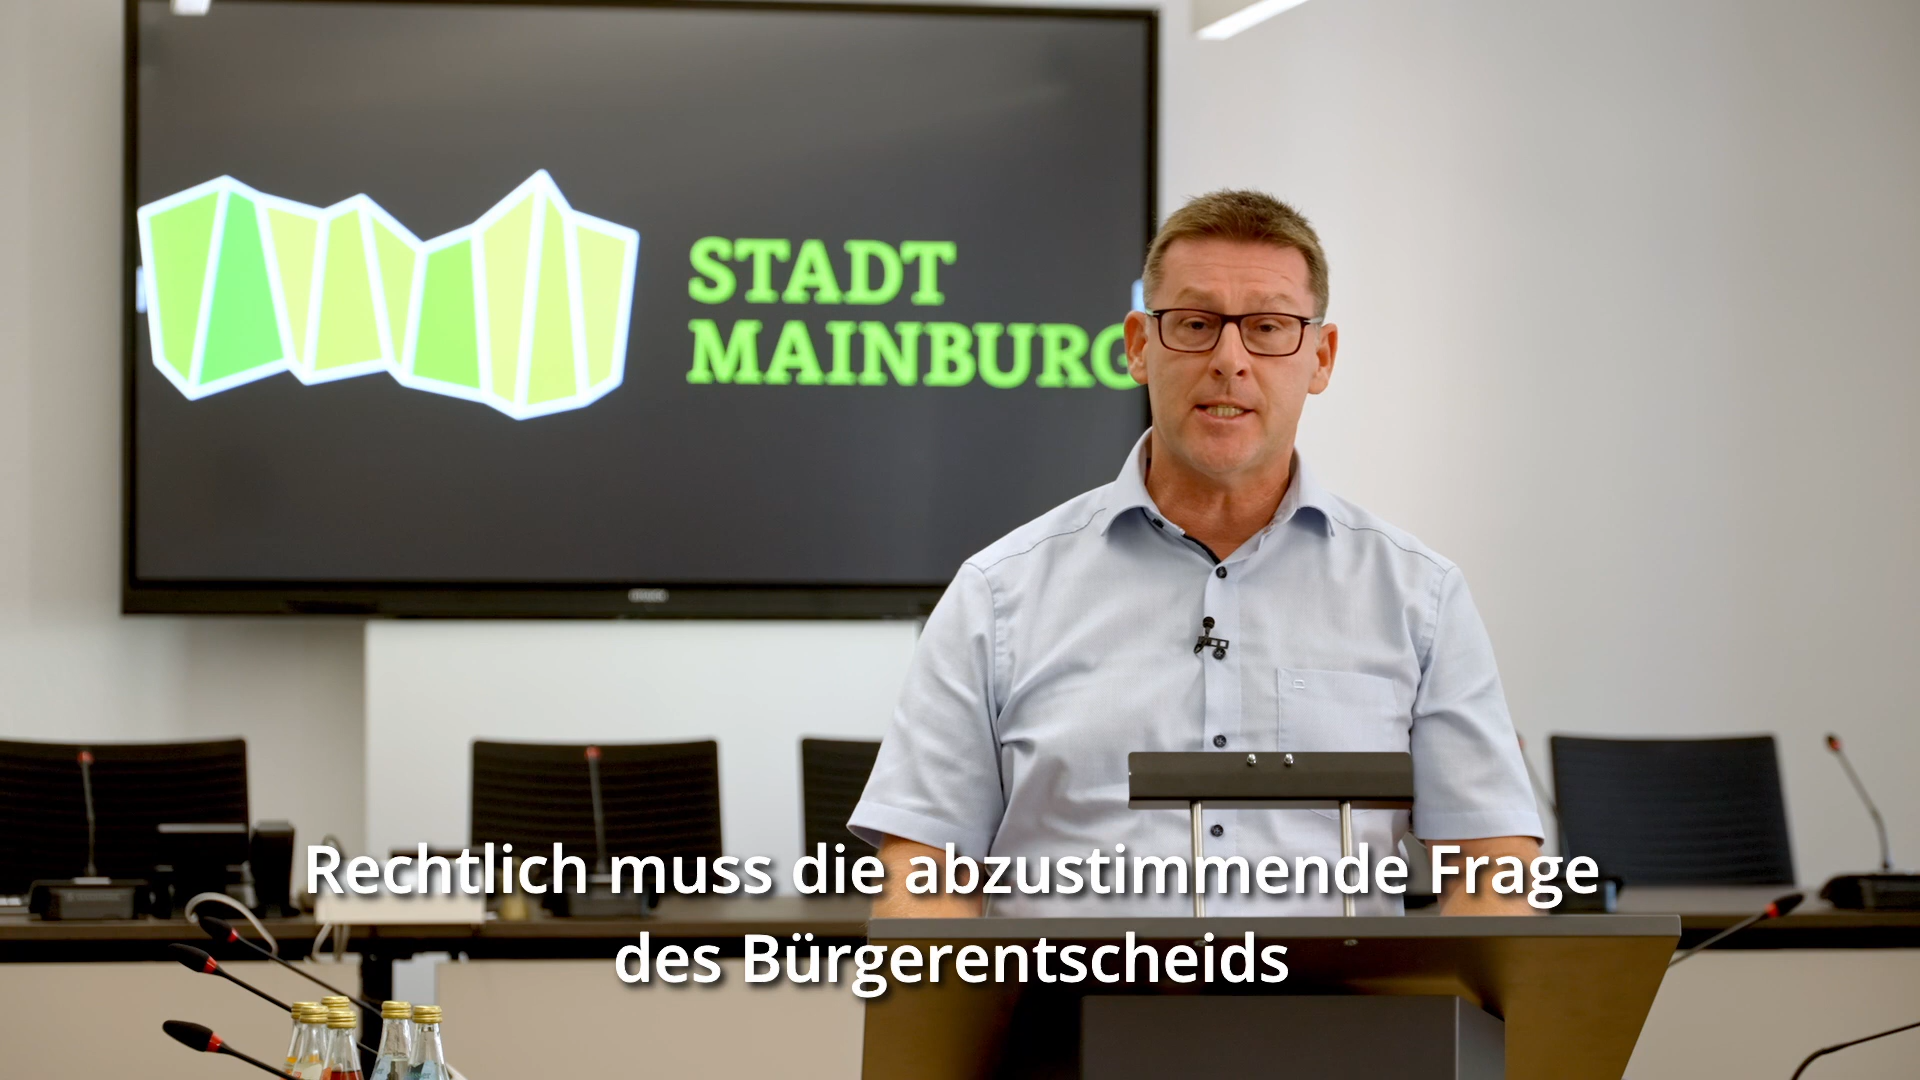 STADT
MAINBURG
Rechtlich muss die abzustimmende Frage
des Bürgerentscheids